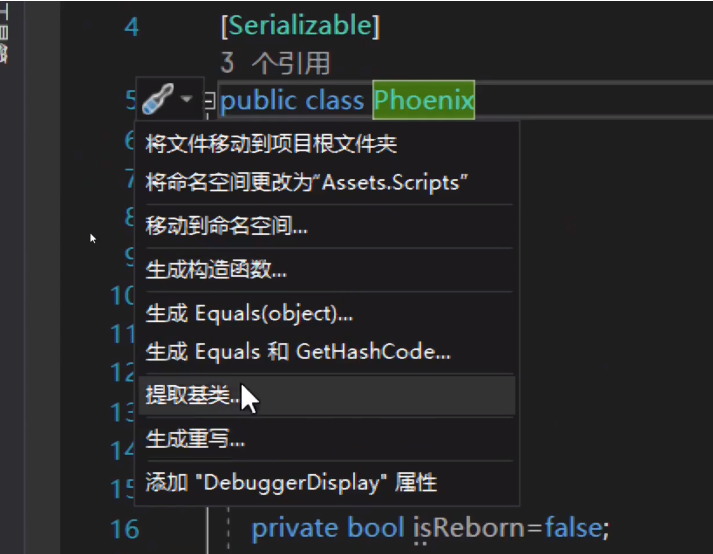 4 [Serializable]
3 个引用
5 public class Phoenix
6 将文件移动到项目根文件夹
7 将命名空间更改为“Assets.Scripts”
8 移动到命名空间...
9 生成构造函数...
10 生成 Equals(object)...
11 生成 Equals 和 GetHashCode...
12
13 提取基类...
14 生成重写...
15 添加 "DebuggerDisplay" 属性
16 private bool isReborn=false;